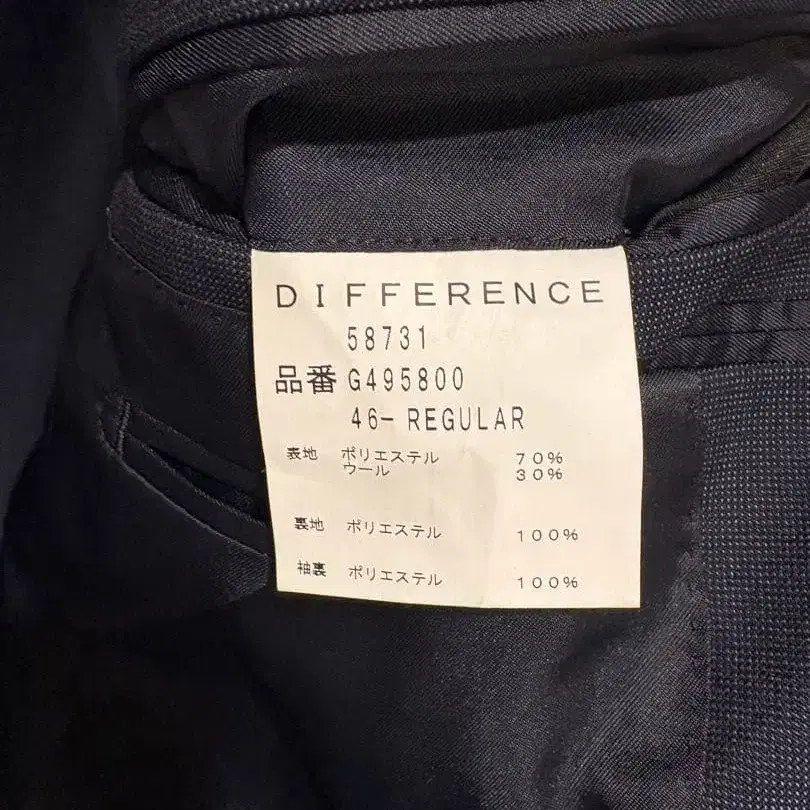 DIFFERENCE
58731
品番 G495800
46- REGULAR
表地 ポリエステル 70%
ウール 30%
裏地 ポリエステル 100%
袖裏 ポリエステル 100%